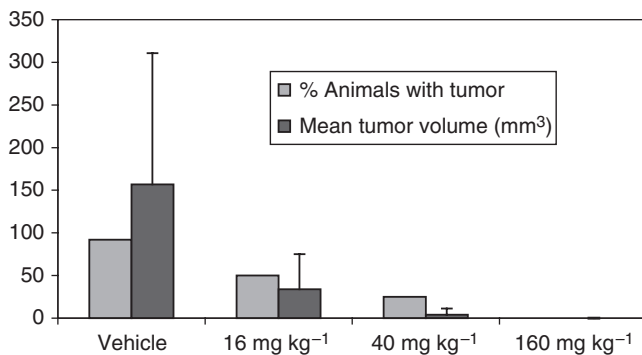 350
300
250
200
150
100
50
0
% Animals with tumor
Mean tumor volume (mm³)
Vehicle 16 mg kg⁻¹ 40 mg kg⁻¹ 160 mg kg⁻¹